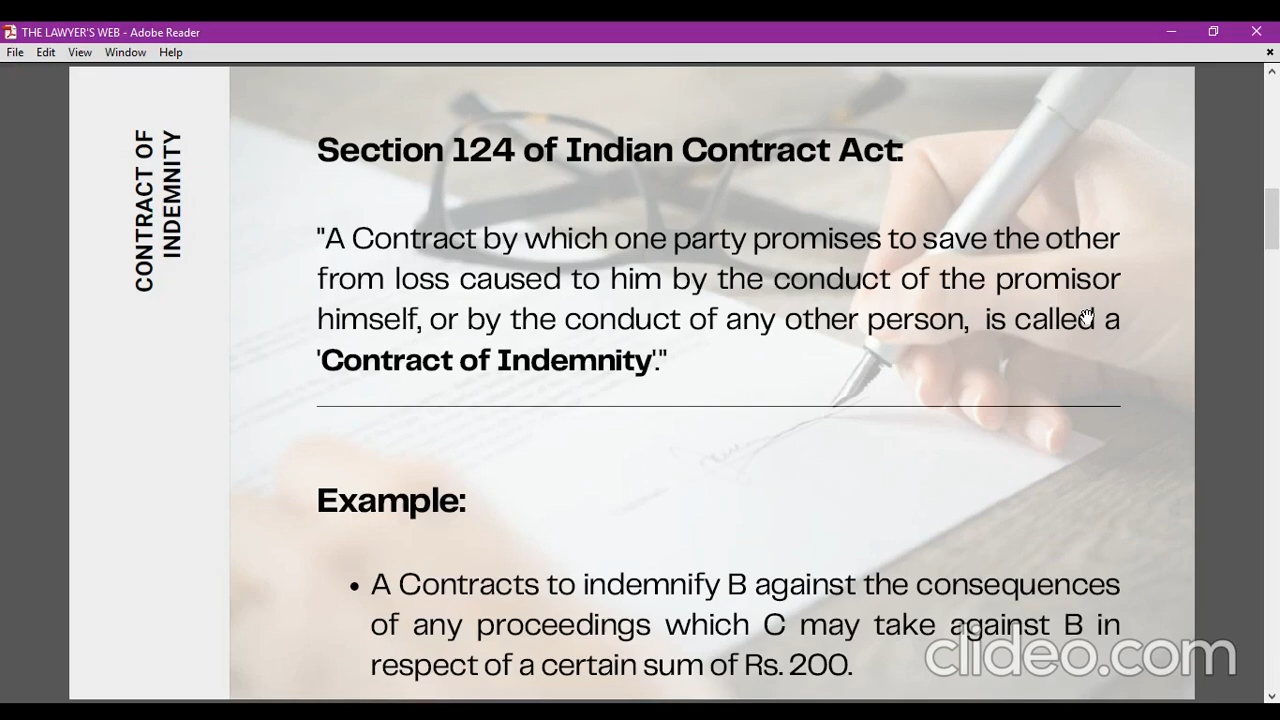 THE LAWYER'S WEB - Adobe Reader
File Edit View Window Help
CONTRACT OF
INDEMNITY
Section 124 of Indian Contract Act:
"A Contract by which one party promises to save the other
from loss caused to him by the conduct of the promisor
himself, or by the conduct of any other person, is called a
'Contract of Indemnity'."
Example:
• A Contracts to indemnify B against the consequences
of any proceedings which C may take against B in
respect of a certain sum of Rs. 200.
clideo.com